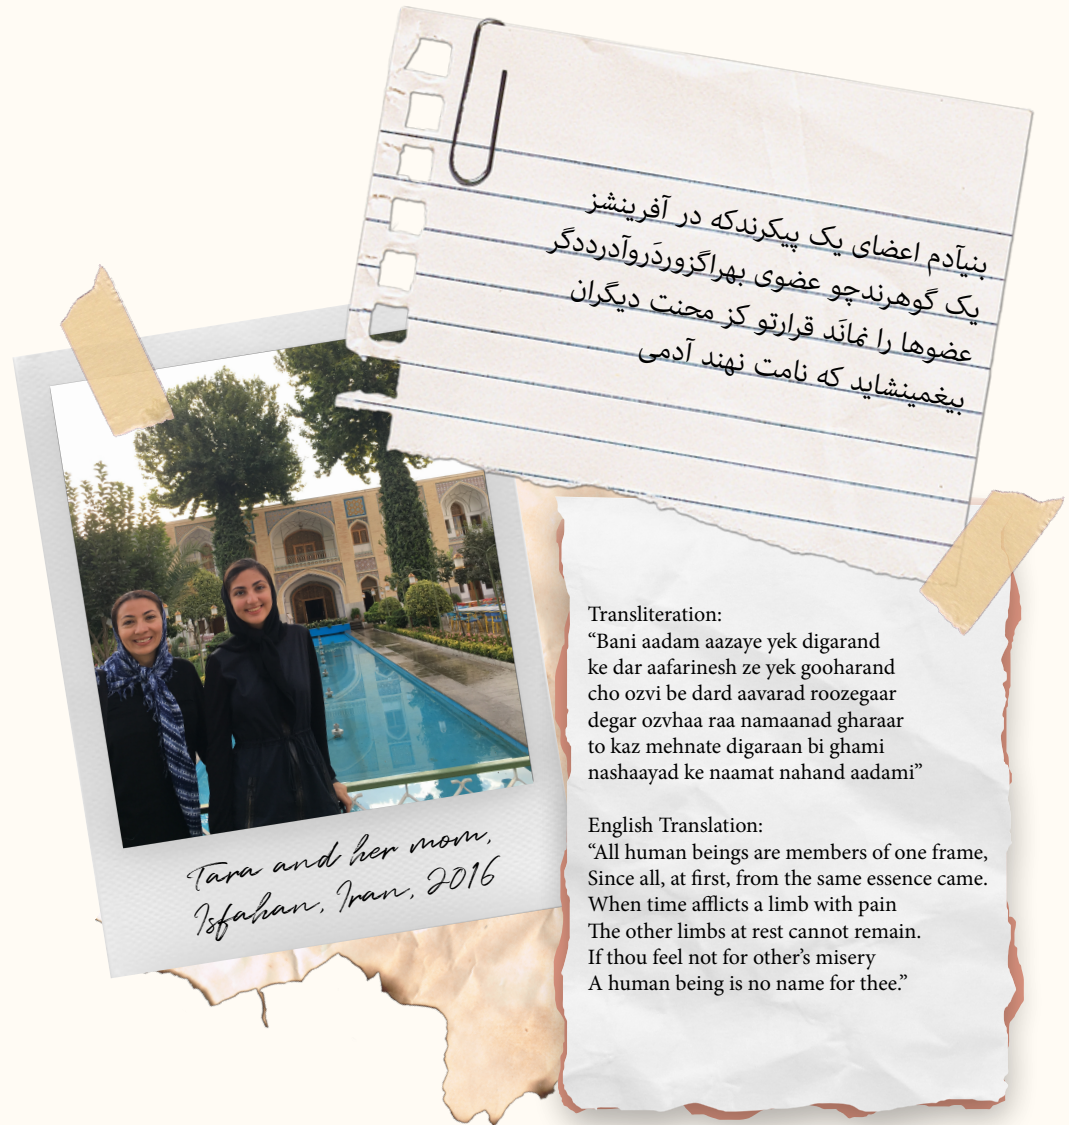 بنیآدم اعضای یک پیکرندکه در آفرینشز
یک گوهرندچو عضوی بهراگزوردَروآدرددگر
عضوها را نمانَد قرارتو کز محنت دیگران
بیغمینشاید که نامت نهند آدمی
Tara and her mom,
Isfahan, Iran, 2016
Transliteration:
“Bani aadam aazaye yek digarand
ke dar aafarinesh ze yek gooharand
cho ozvi be dard aavarad roozegaar
degar ozvhaa raa namaanad gharaar
to kaz mehnate digaraan bi ghami
nashaayad ke naamat nahand aadami”
English Translation:
“All human beings are members of one frame,
Since all, at first, from the same essence came.
When time afflicts a limb with pain
The other limbs at rest cannot remain.
If thou feel not for other’s misery
A human being is no name for thee.”